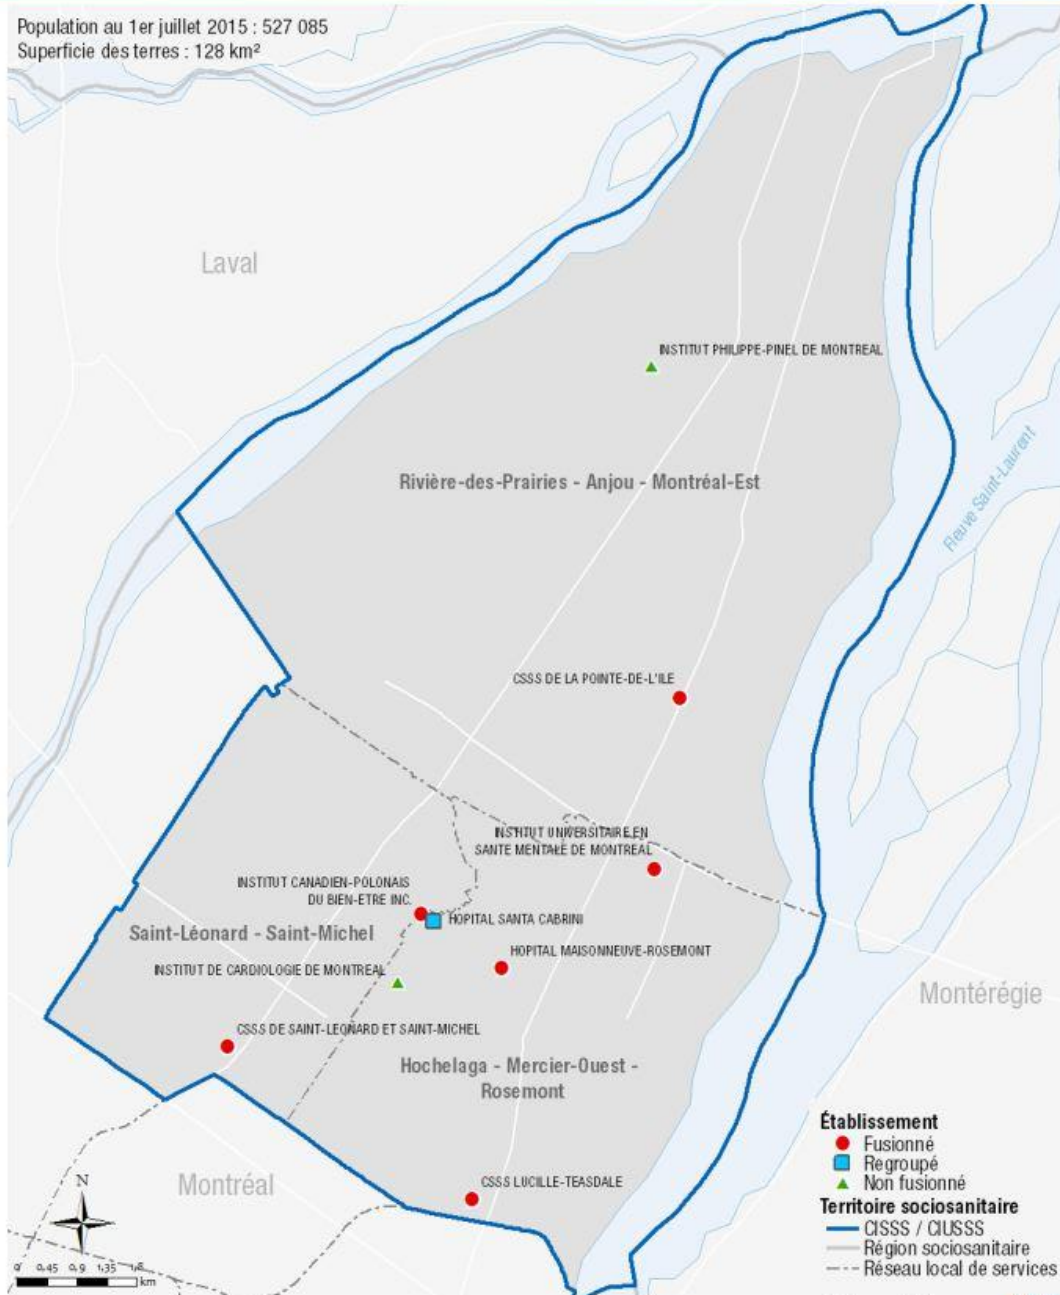 Population au 1er juillet 2015 : 527 085
Superficie des terres : 128 km²
Laval
INSTITUT PHILIPPE-PINEL DE MONTREAL
Rivière-des-Prairies - Anjou - Montréal-Est
Fleuve Saint-Laurent
CSSS DE LA POINTE-DE-L'ILE
INSTITUT UNIVERSITAIRE EN
SANTE MENTALE DE MONTREAL
INSTITUT CANADIEN-POLONAIS
DU BIEN-ETRE INC.
HOPITAL SANTA CABRINI
Saint-Léonard - Saint-Michel
HOPITAL MAISONNEUVE-ROSEMONT
INSTITUT DE CARDIOLOGIE DE MONTREAL
Montérégie
CSSS DE SAINT-LEONARD ET SAINT-MICHEL
Hochelaga - Mercier-Ouest -
Rosemont
Établissement
Fusionné
Regroupé
Non fusionné
Territoire sociosanitaire
CISSS / CIUSSS
Région sociosanitaire
Réseau local de services
Montréal
CSSS LUCILLE-TEASDALE
N
0 0,45 0,9 1,35 1,8
km